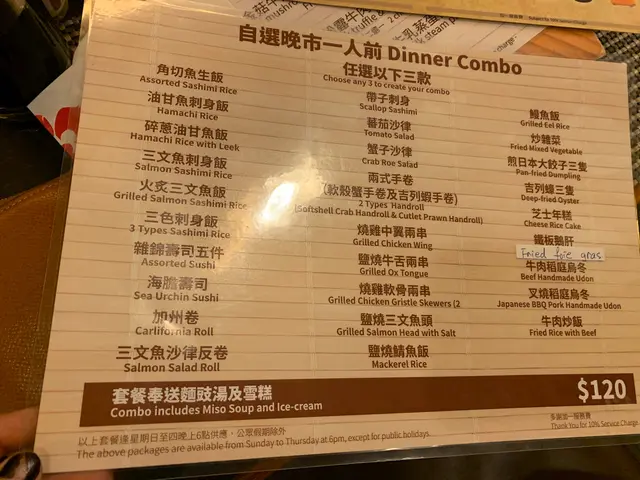 自選晚市一人前 Dinner Combo
任選以下三款
Choose any 3 to create your combo
角切魚生飯
Assorted Sashimi Rice
油甘魚刺身飯
Hamachi Rice
碎蔥油甘魚飯
Hamachi Rice with Leek
三文魚刺身飯
Salmon Sashimi Rice
火炙三文魚飯
Grilled Salmon Sashimi Rice
三色刺身飯
3 Types Sashimi Rice
雜錦壽司五件
Assorted Sushi
海膽壽司
Sea Urchin Sushi
加州卷
Carlifornia Roll
三文魚沙律反卷
Salmon Salad Roll
帶子刺身
Scallop Sashimi
蕃茄沙律
Tomato Salad
蟹子沙律
Crab Roe Salad
兩式手卷
(軟殼蟹手卷及吉列蝦手卷)
2 Types Handroll
(Softshell Crab Handroll & Cutlet Prawn Handroll)
燒雞中翼兩串
Grilled Chicken Wing
鹽燒牛舌兩串
Grilled Ox Tongue
燒雞軟骨兩串
Grilled Chicken Gristle Skewers (2
鹽燒三文魚頭
Grilled Salmon Head with Salt
鹽燒鯖魚飯
Mackerel Rice
鰻魚飯
Grilled Eel Rice
炒雜菜
Fried Mixed Vegetable
煎日本大餃子三隻
Pan-fried Dumpling
吉列蠔三隻
Deep-fried Oyster
芝士年糕
Cheese Rice Cake
鐵板鵝肝
Fried foie gras
牛肉稻庭烏冬
Beef Handmade Udon
叉燒稻庭烏冬
Japanese BBQ Pork Handmade Udon
牛肉炒飯
Fried Rice with Beef
套餐奉送麵豉湯及雪糕
Combo includes Miso Soup and Ice-cream
$120
以上套餐逢星期日至四晚上6點供應，公眾假期除外
The above packages are available from Sunday to Thursday at 6pm, except for public holidays.
多謝加一服務費
Thank You for 10% Service Charge